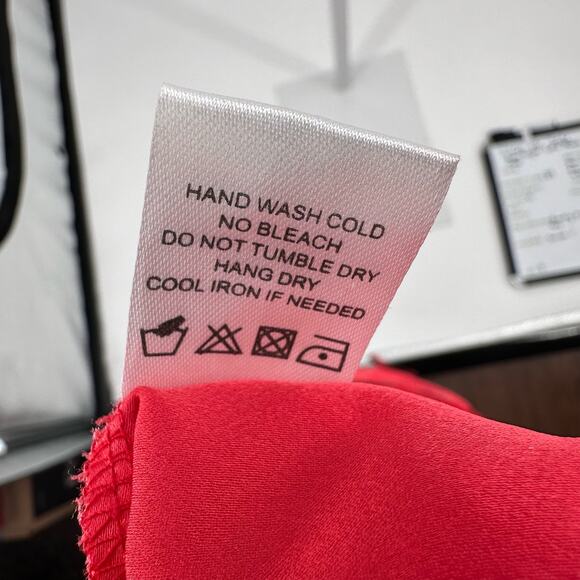 HAND WASH COLD
NO BLEACH
DO NOT TUMBLE DRY
HANG DRY
COOL IRON IF NEEDED